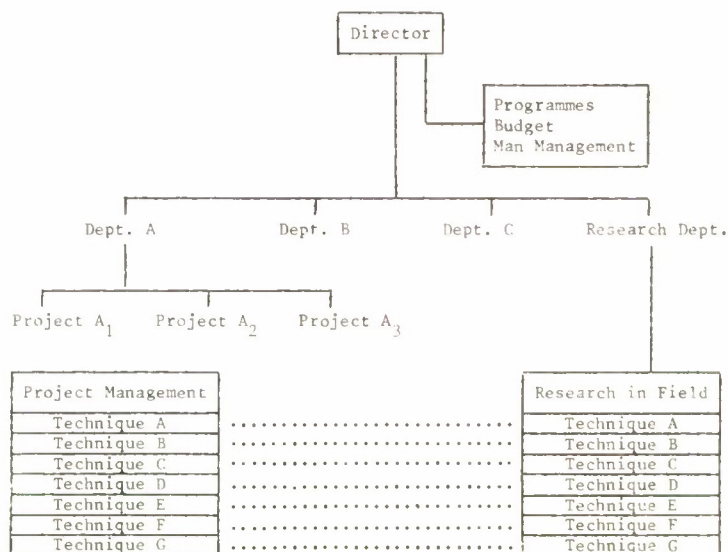 Director
Programmes
Budget
Man Management
Dept. A Dept. B Dept. C Research Dept.
Project A1 Project A2 Project A3
Project Management Research in Field
Technique A .......................... Technique A
Technique B .......................... Technique B
Technique C .......................... Technique C
Technique D .......................... Technique D
Technique E .......................... Technique E
Technique F .......................... Technique F
Technique G .......................... Technique G